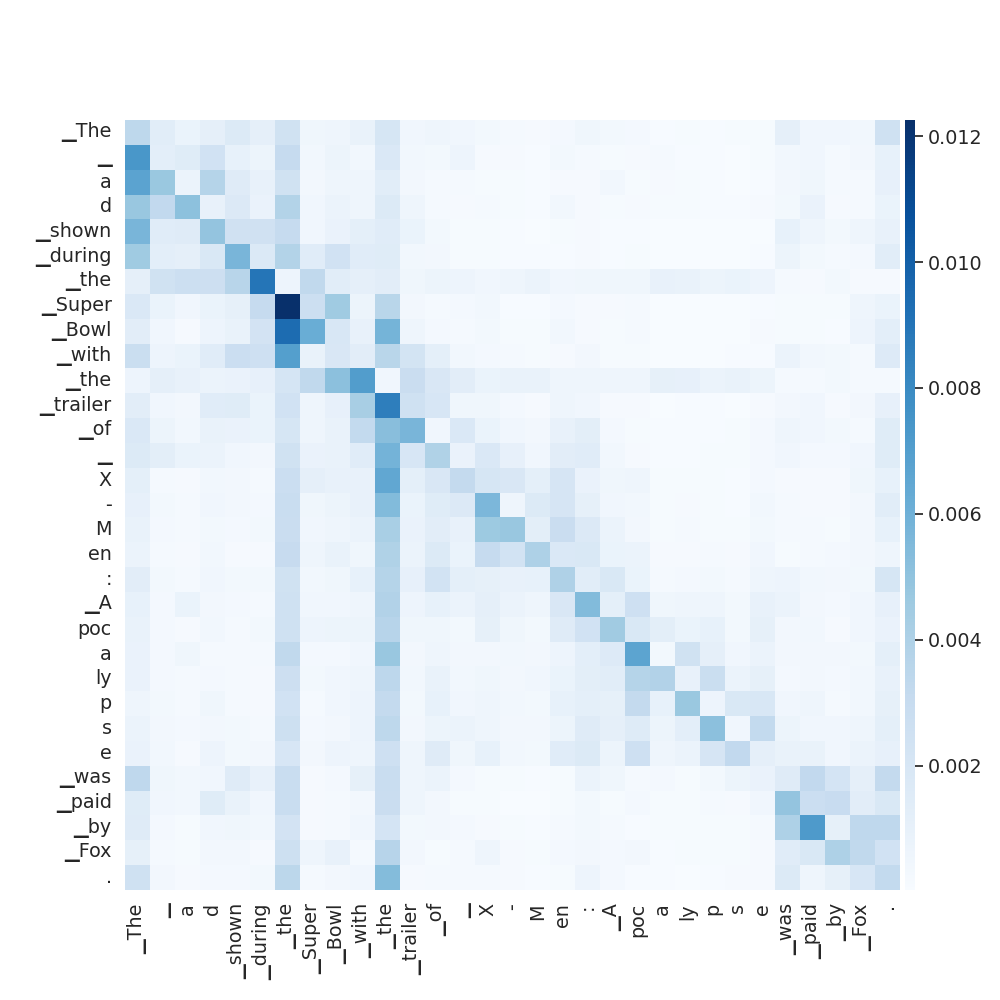 ▁The
▁
a
d
▁shown
▁during
▁the
▁Super
▁Bowl
▁with
▁the
▁trailer
▁of
▁
X
-
M
en
:
▁A
poc
a
ly
p
s
e
▁was
▁paid
▁by
▁Fox
.
0.012
0.010
0.008
0.006
0.004
0.002
▁The ▁ a d ▁shown ▁during ▁the ▁Super ▁Bowl ▁with ▁the ▁trailer ▁of ▁ X - M en : ▁A poc a ly p s e ▁was ▁paid ▁by ▁Fox .